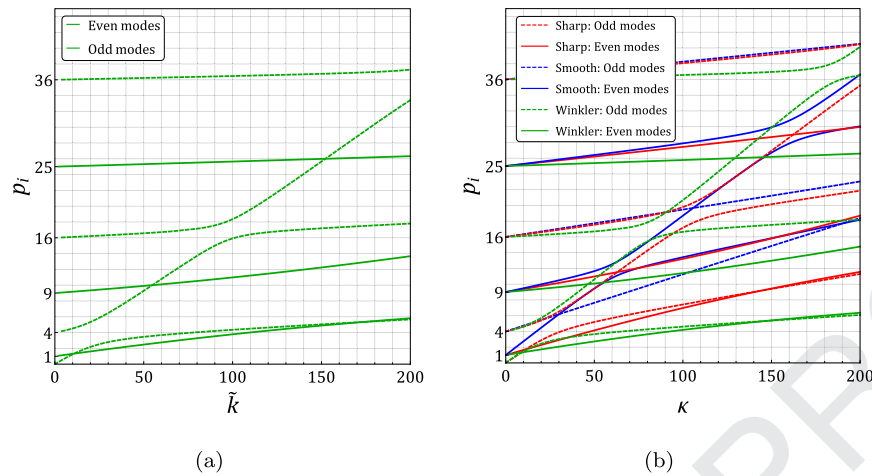 Even modes
Odd modes
36
25
16
9
4
1
p_i
0
50
100
150
200
k̃
(a)
Sharp: Odd modes
Sharp: Even modes
Smooth: Odd modes
Smooth: Even modes
Winkler: Odd modes
Winkler: Even modes
36
25
16
9
4
1
p_i
0
50
100
150
200
κ
(b)